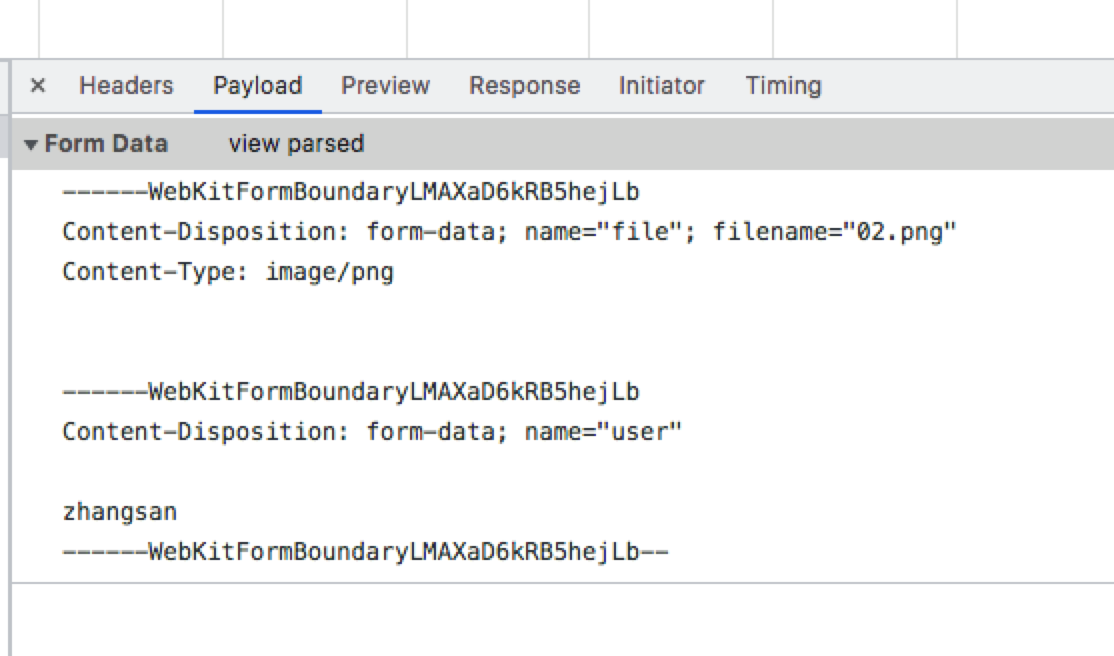 × Headers Payload Preview Response Initiator Timing
▼ Form Data view parsed
------WebKitFormBoundaryLMAXaD6kRB5hejLb
Content-Disposition: form-data; name="file"; filename="02.png"
Content-Type: image/png
------WebKitFormBoundaryLMAXaD6kRB5hejLb
Content-Disposition: form-data; name="user"
zhangsan
------WebKitFormBoundaryLMAXaD6kRB5hejLb--